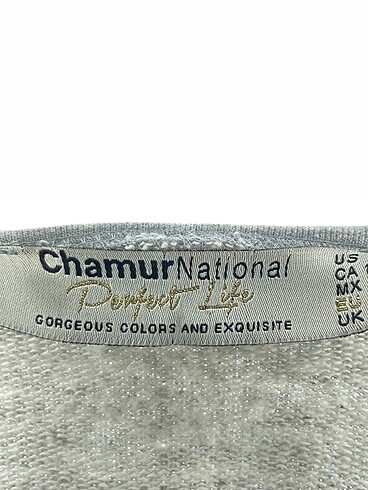 ChamurNational
Perfect Life
GORGEOUS COLORS AND EXQUISITE
US
CA
MX
EU
UK